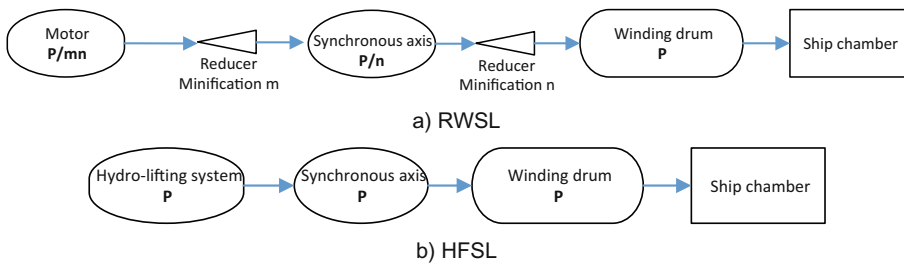 Motor
P/mn
Reducer
Minification m
Synchronous axis
P/n
Reducer
Minification n
Winding drum
P
Ship chamber
a) RWSL
Hydro-lifting system
P
Synchronous axis
P
Winding drum
P
Ship chamber
b) HFSL